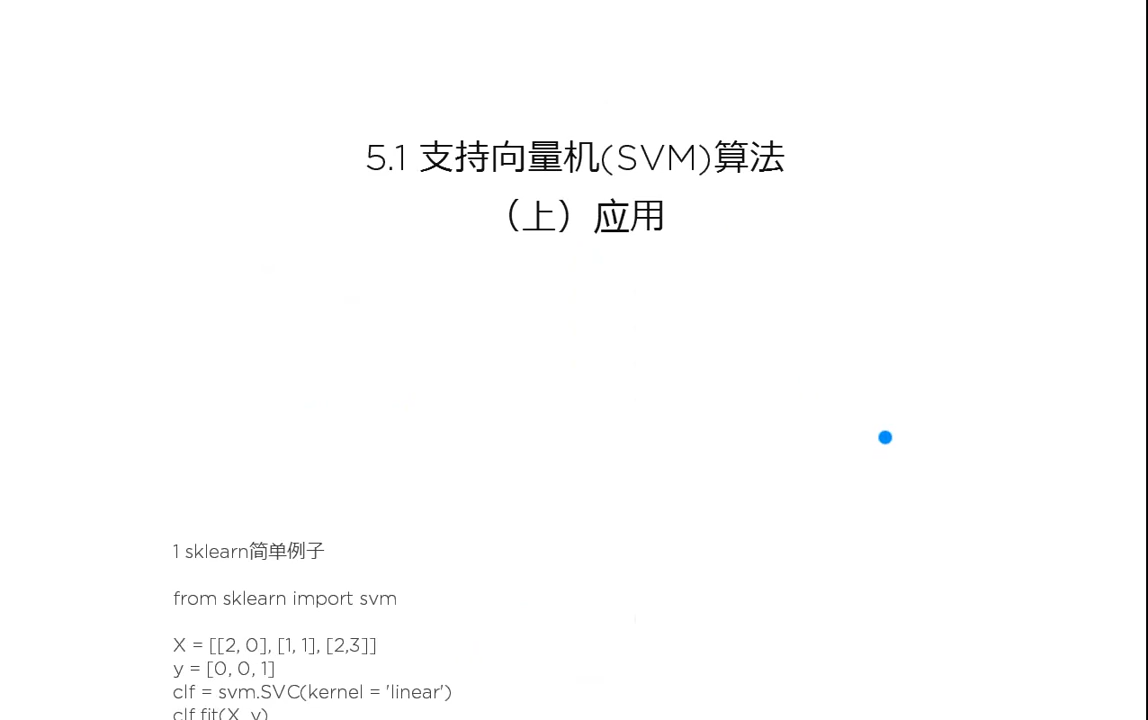 5.1 支持向量机(SVM)算法
（上）应用
1 sklearn简单例子
from sklearn import svm
X = [[2, 0], [1, 1], [2,3]]
y = [0, 0, 1]
clf = svm.SVC(kernel = 'linear')
clf.fit(X, y)